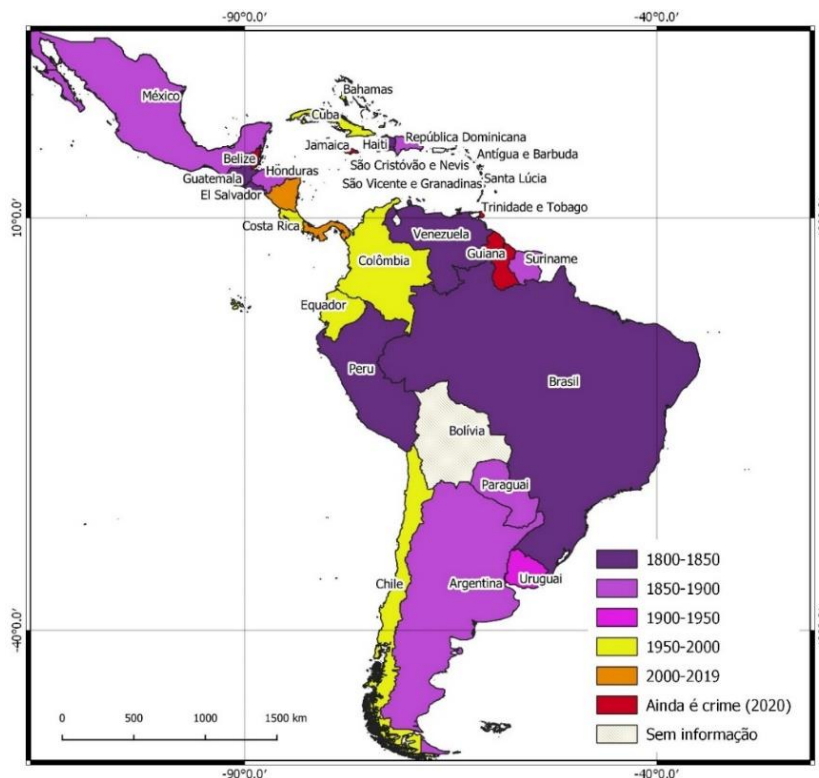 -90°0.0'
-40°0.0'
México
Bahamas
Cuba
Jamaica
Haiti
República Dominicana
Belize
Antígua e Barbuda
São Cristóvão e Nevis
Guatemala
Honduras
Santa Lúcia
São Vicente e Granadinas
El Salvador
Trinidade e Tobago
10°0.0'
Costa Rica
Venezuela
Guiana
Suriname
Colômbia
Equador
Peru
Brasil
Bolívia
Paraguai
1800-1850
Chile
Argentina
Uruguai
1850-1900
1900-1950
-40°0.0'
1950-2000
2000-2019
Ainda é crime (2020)
0 500 1000 1500 km
Sem informação
-90°0.0'
-40°0.0'